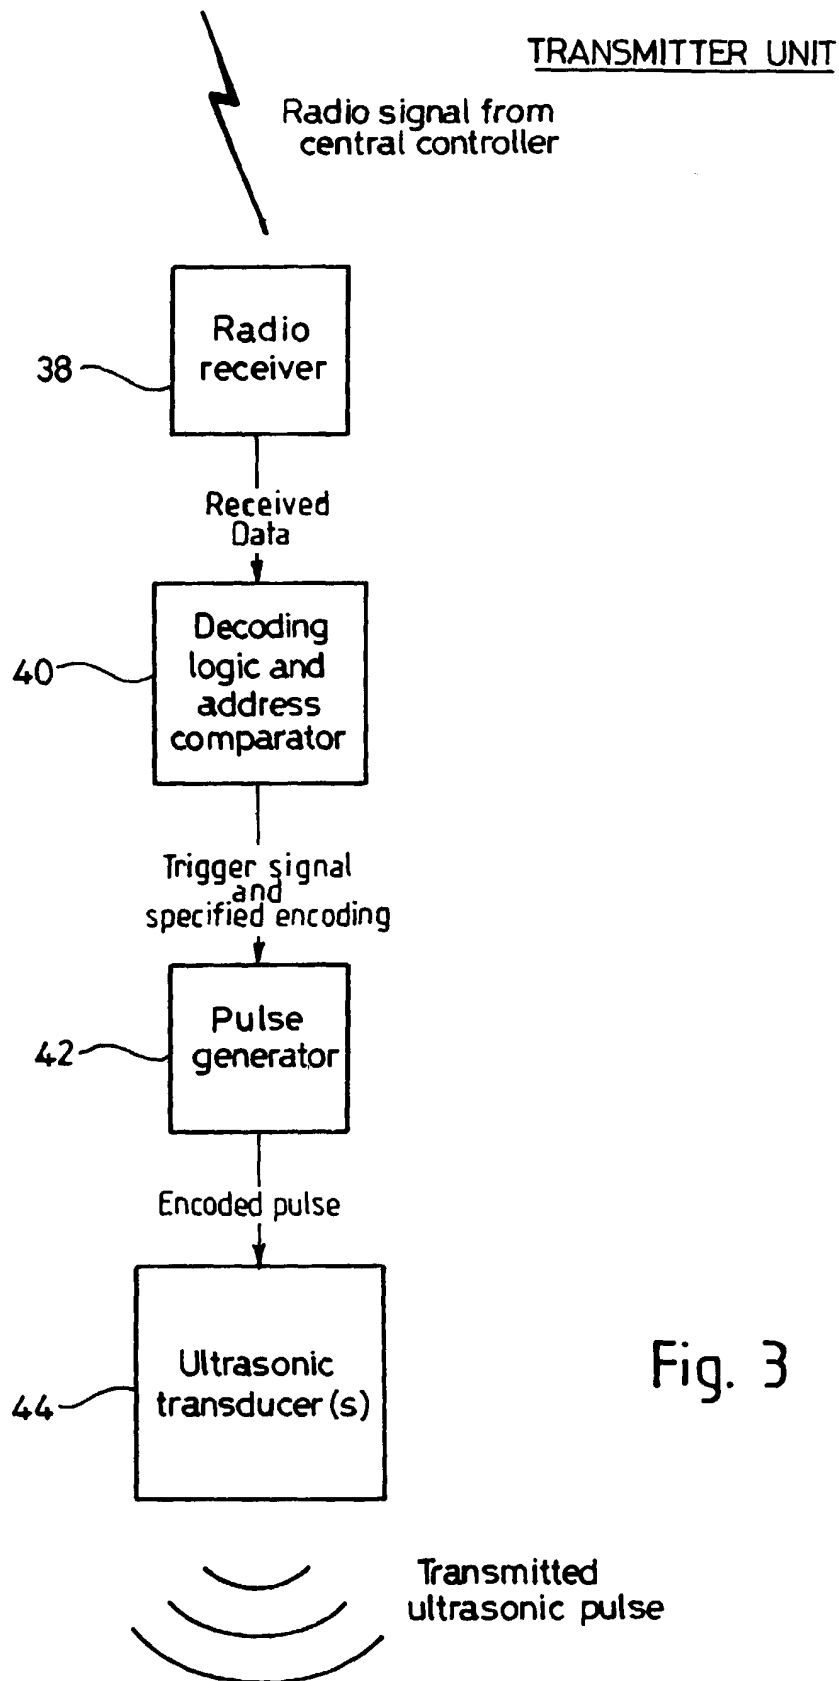 TRANSMITTER UNIT
Radio signal from
central controller
Radio
receiver
38
Received
Data
Decoding
logic and
address
comparator
40
Trigger signal
and
specified encoding
Pulse
generator
42
Encoded pulse
Ultrasonic
transducer(s)
44
Fig. 3
Transmitted
ultrasonic pulse